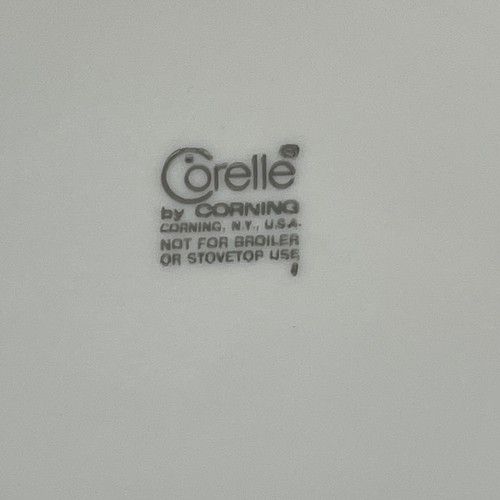 Corelle
by CORNING
CORNING, N.Y., U.S.A.
NOT FOR BROILER
OR STOVETOP USE